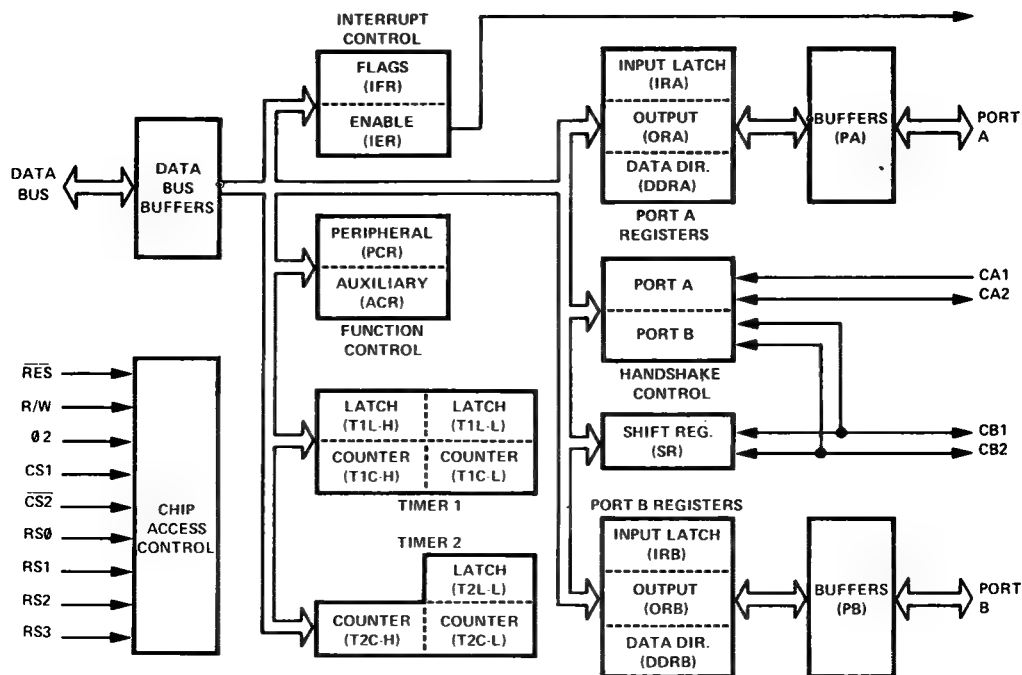 INTERRUPT
CONTROL
FLAGS
(IFR)
ENABLE
(IER)
DATA
BUS
DATA
BUS
BUFFERS
PERIPHERAL
(PCR)
AUXILIARY
(ACR)
FUNCTION
CONTROL
INPUT LATCH
(IRA)
OUTPUT
(ORA)
DATA DIR.
(DDRA)
PORT A
REGISTERS
BUFFERS
(PA)
PORT
A
PORT A
PORT B
HANDSHAKE
CONTROL
CA1
CA2
SHIFT REG.
(SR)
CB1
CB2
R̅E̅S̅
R/W
Ø2
CS1
C̅S̅2̅
RSØ
RS1
RS2
RS3
CHIP
ACCESS
CONTROL
LATCH
(T1L-H)
LATCH
(T1L-L)
COUNTER
(T1C-H)
COUNTER
(T1C-L)
TIMER 1
TIMER 2
LATCH
(T2L-L)
COUNTER
(T2C-H)
COUNTER
(T2C-L)
PORT B REGISTERS
INPUT LATCH
(IRB)
OUTPUT
(ORB)
DATA DIR.
(DDRB)
BUFFERS
(PB)
PORT
B